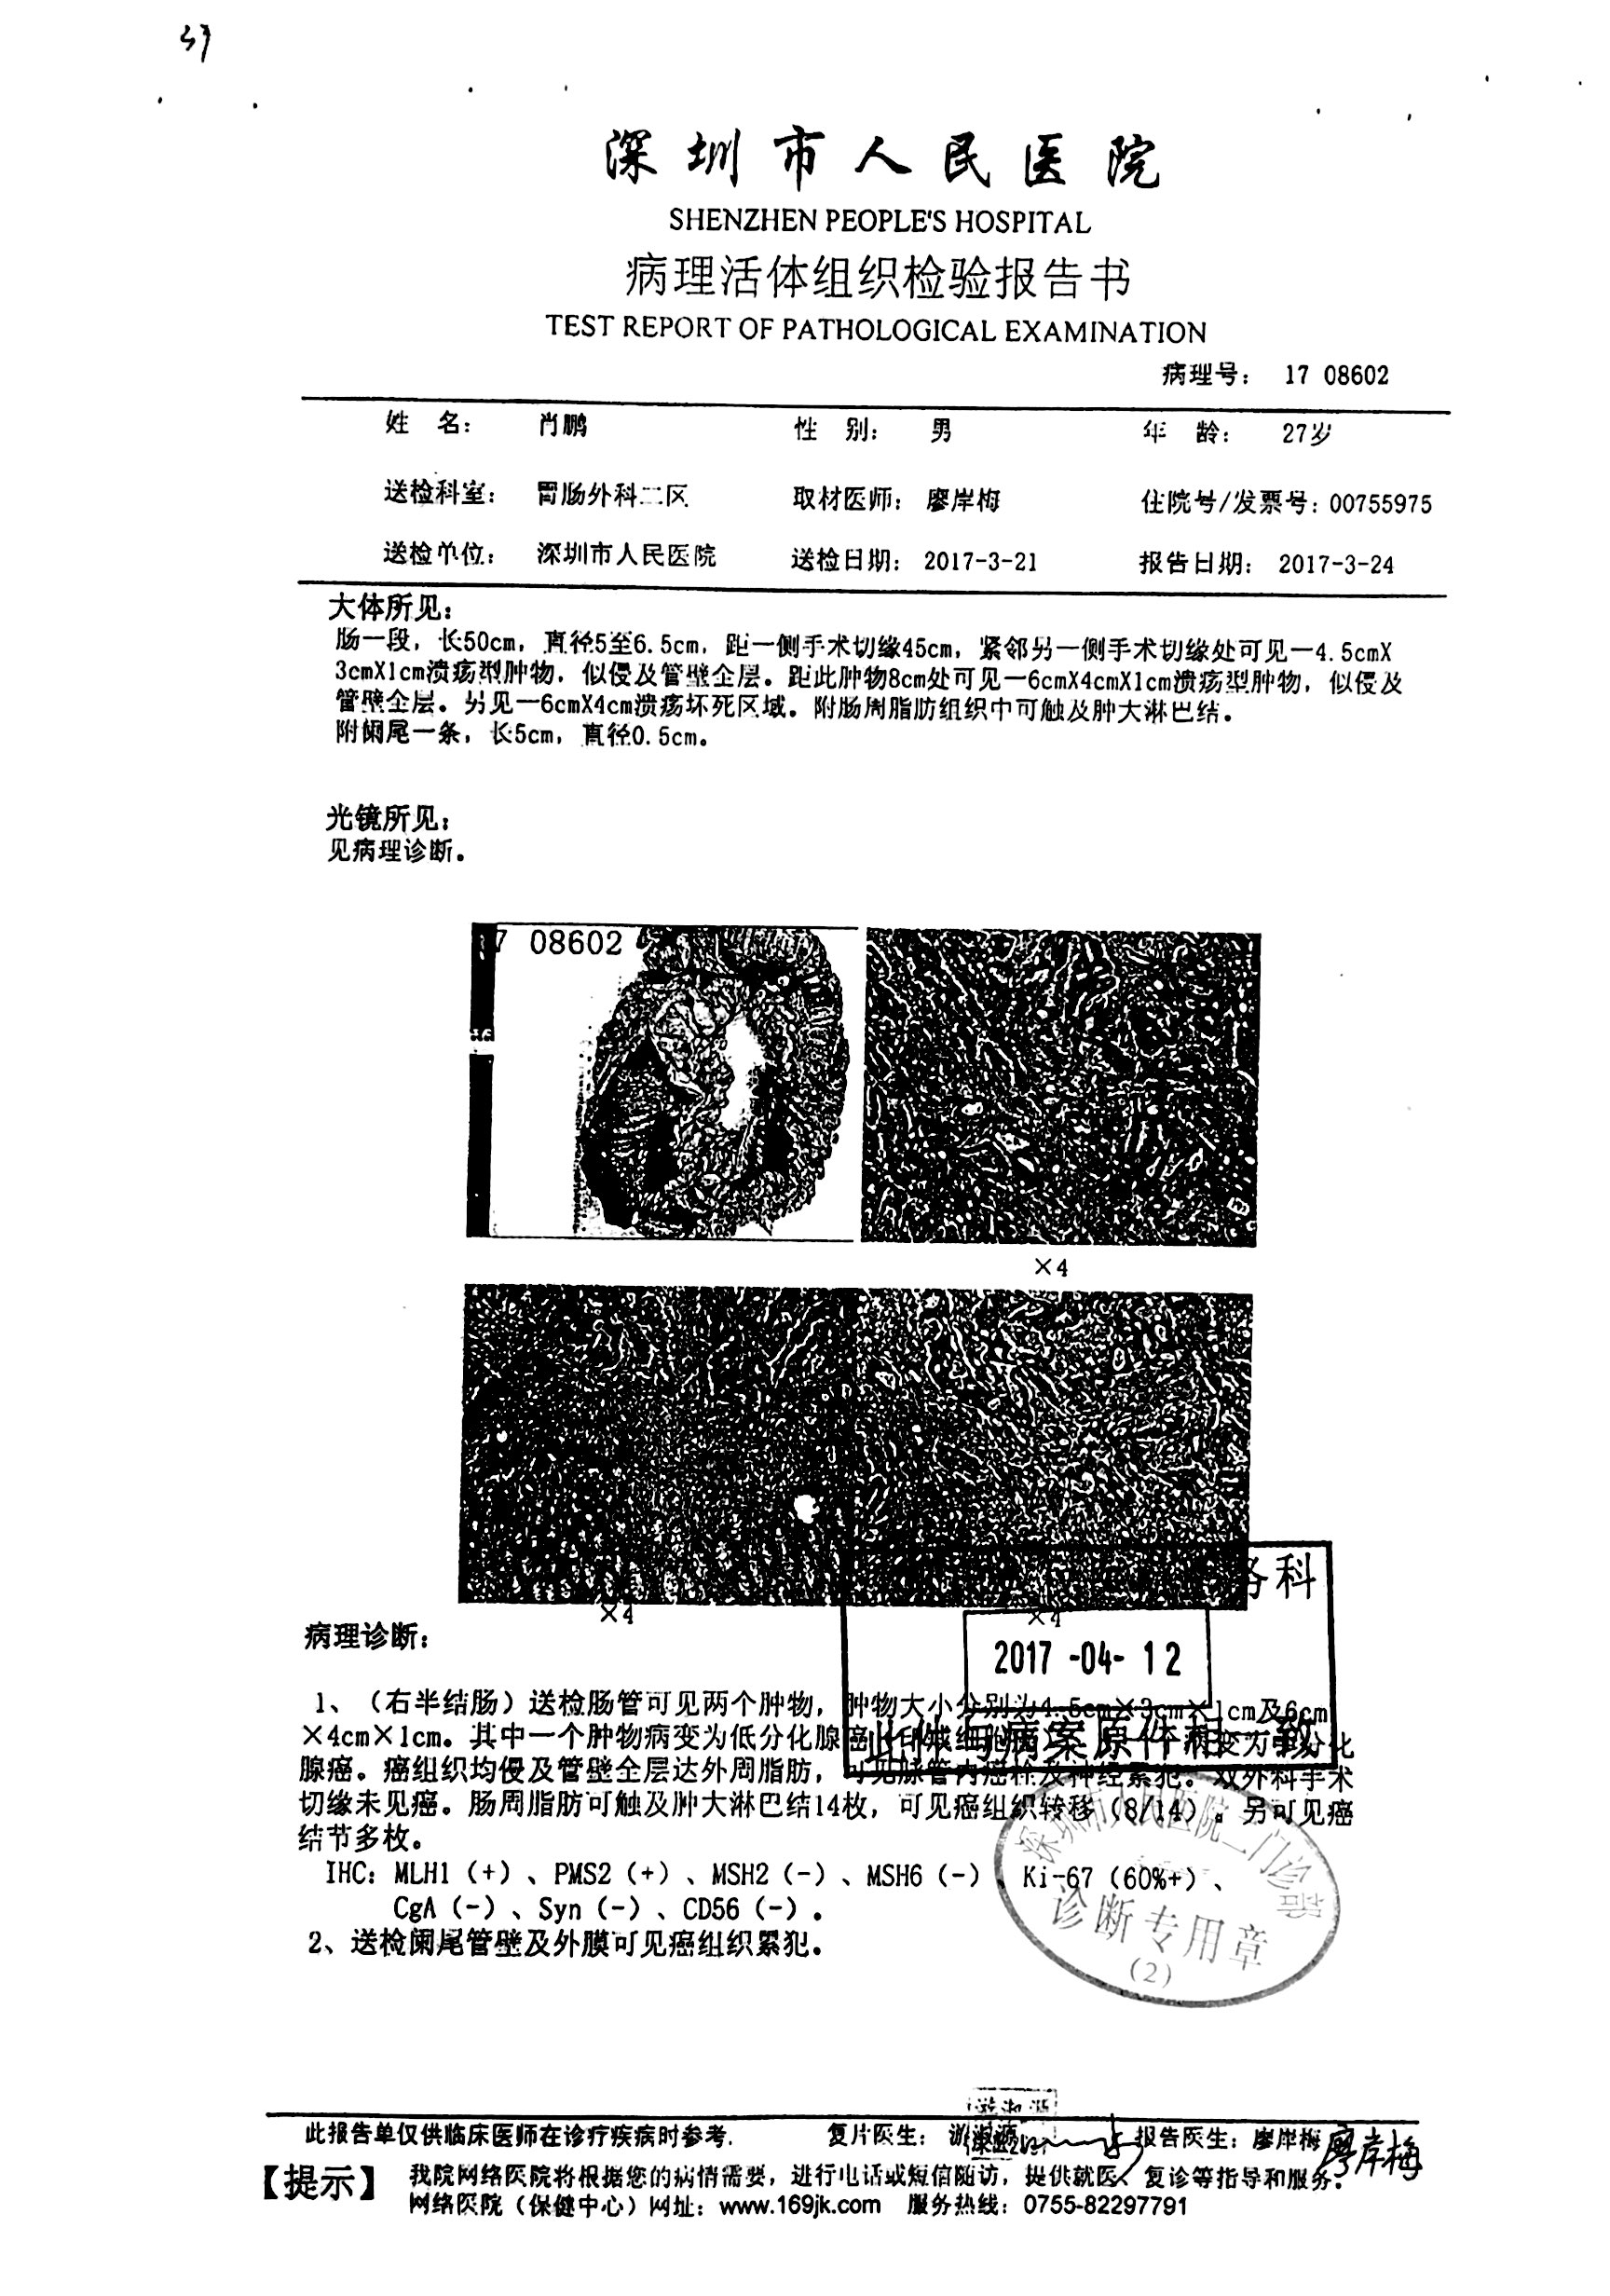 37
深圳市人民医院
SHENZHEN PEOPLE'S HOSPITAL
病理活体组织检验报告书
TEST REPORT OF PATHOLOGICAL EXAMINATION
病理号： 17 08602
姓 名： 肖鹏 性 别： 男 年 龄： 27岁
送检科室： 胃肠外科二区 取材医师： 廖岸梅 住院号/发票号：00755975
送检单位： 深圳市人民医院 送检日期： 2017-3-21 报告日期： 2017-3-24
大体所见：
肠一段，长50cm，直径5至6.5cm，距一侧手术切缘45cm，紧邻另一侧手术切缘处可见一4.5cmX
3cmX1cm溃疡型肿物，似侵及管壁全层。距此肿物8cm处可见一6cmX4cmX1cm溃疡型肿物，似侵及
管壁全层。另见一6cmX4cm溃疡坏死区域。附肠周脂肪组织中可触及肿大淋巴结。
附阑尾一条，长5cm，直径0.5cm。
光镜所见：
见病理诊断。
7 08602
×4
×4
×4
务科
2017 -04- 12
此件与病案原件相一致
病理诊断：
1、（右半结肠）送检肠管可见两个肿物，肿物大小分别为4.5cm×3cm×1cm及6cm
×4cm×1cm。其中一个肿物病变为低分化腺癌 病变为中分化
腺癌。癌组织均侵及管壁全层达外周脂肪，可见脉管内癌栓及神经累犯。双外科手术
切缘未见癌。肠周脂肪可触及肿大淋巴结14枚，可见癌组织转移（8/14）。另可见癌
结节多枚。
IHC：MLH1（+）、PMS2（+）、MSH2（-）、MSH6（-） Ki-67（60%+）、
CgA（-）、Syn（-）、CD56（-）。
2、送检阑尾管壁及外膜可见癌组织累犯。
深圳市人民医院二门诊部
诊断专用章
（2）
此报告单仅供临床医师在诊疗疾病时参考. 复片医生： 报告医生：廖岸梅 廖岸梅
【提示】 我院网络医院将根据您的病情需要，进行电话或短信随访，提供就医、复诊等指导和服务.
网络医院（保健中心）网址：www.169jk.com 服务热线：0755-82297791